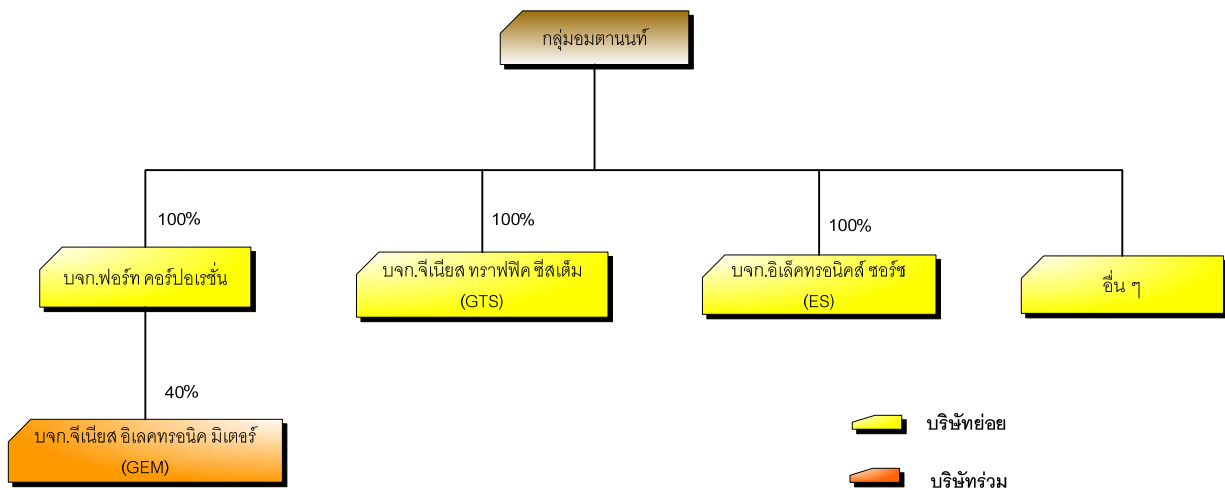 กลุ่มอมตานนท์
100%
100%
100%
บจก.ฟอร์ท คอร์ปอเรชั่น
บจก.จีเนียส ทราฟฟิค ซีสเต็ม
(GTS)
บจก.อิเล็คทรอนิคส์ ซอร์ซ
(ES)
อื่น ๆ
40%
บจก.จีเนียส อิเลคทรอนิค มิเตอร์
(GEM)
บริษัทย่อย
บริษัทร่วม